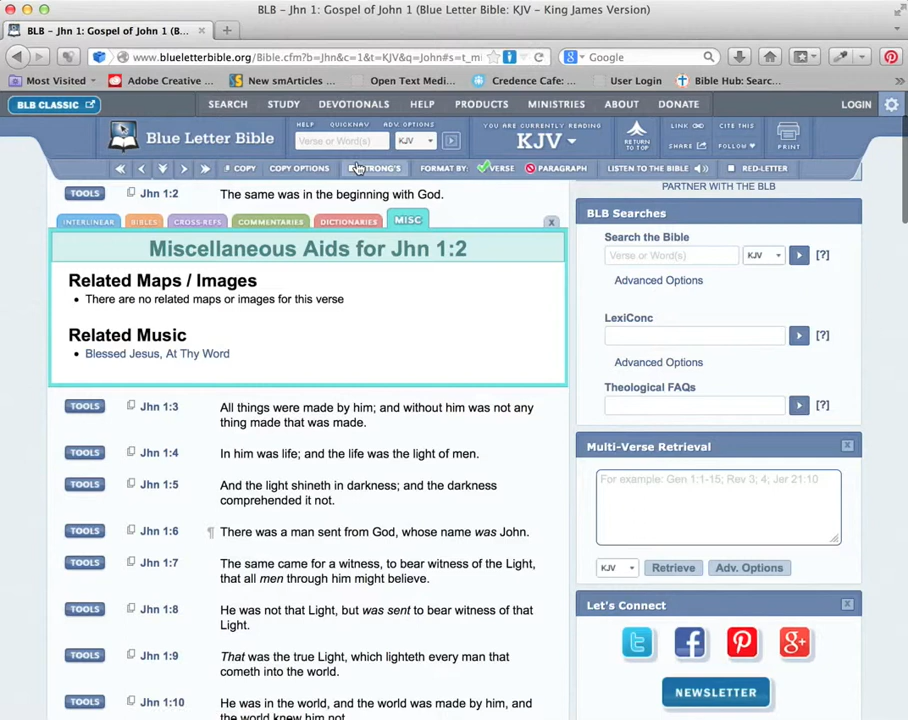 BLB - Jhn 1: Gospel of John 1 (Blue Letter Bible: KJV - King James Version)
BLB - Jhn 1: Gospel of John 1 (B...
www.blueletterbible.org/Bible.cfm?b=Jhn&c=1&t=KJV&q=John#s=t_m
Google
Most Visited
Adobe Creative ...
New smArticles ...
Open Text Medi...
Credence Cafe: ...
User Login
Bible Hub: Searc...
BLB CLASSIC
SEARCH
STUDY
DEVOTIONALS
HELP
PRODUCTS
MINISTRIES
ABOUT
DONATE
LOGIN
Blue Letter Bible
HELP QUICKNAV ADV. OPTIONS
Verse or Word(s)
KJV
YOU ARE CURRENTLY READING
KJV
RETURN TO TOP
LINK
SHARE
CITE THIS
FOLLOW
PRINT
COPY
COPY OPTIONS
FORMAT BY
VERSE
PARAGRAPH
LISTEN TO THE BIBLE
RED-LETTER
TOOLS Jhn 1:2 The same was in the beginning with God.
INTERLINEAR BIBLES CROSS-REFS COMMENTARIES DICTIONARIES MISC X
Miscellaneous Aids for Jhn 1:2
Related Maps / Images
• There are no related maps or images for this verse
Related Music
• Blessed Jesus, At Thy Word
TOOLS Jhn 1:3 All things were made by him; and without him was not any
thing made that was made.
TOOLS Jhn 1:4 In him was life; and the life was the light of men.
TOOLS Jhn 1:5 And the light shineth in darkness; and the darkness
comprehended it not.
TOOLS Jhn 1:6 ¶ There was a man sent from God, whose name was John.
TOOLS Jhn 1:7 The same came for a witness, to bear witness of the Light,
that all men through him might believe.
TOOLS Jhn 1:8 He was not that Light, but was sent to bear witness of that
Light.
TOOLS Jhn 1:9 That was the true Light, which lighteth every man that
cometh into the world.
TOOLS Jhn 1:10 He was in the world, and the world was made by him, and
the world knew him not.
PARTNER WITH THE BLB
BLB Searches
Search the Bible
Verse or Word(s) KJV [?]
Advanced Options
LexiConc
[?]
Advanced Options
Theological FAQs
[?]
Multi-Verse Retrieval X
For example: Gen 1:1-15; Rev 3; 4; Jer 21:10
KJV Retrieve Adv. Options
Let's Connect X
NEWSLETTER